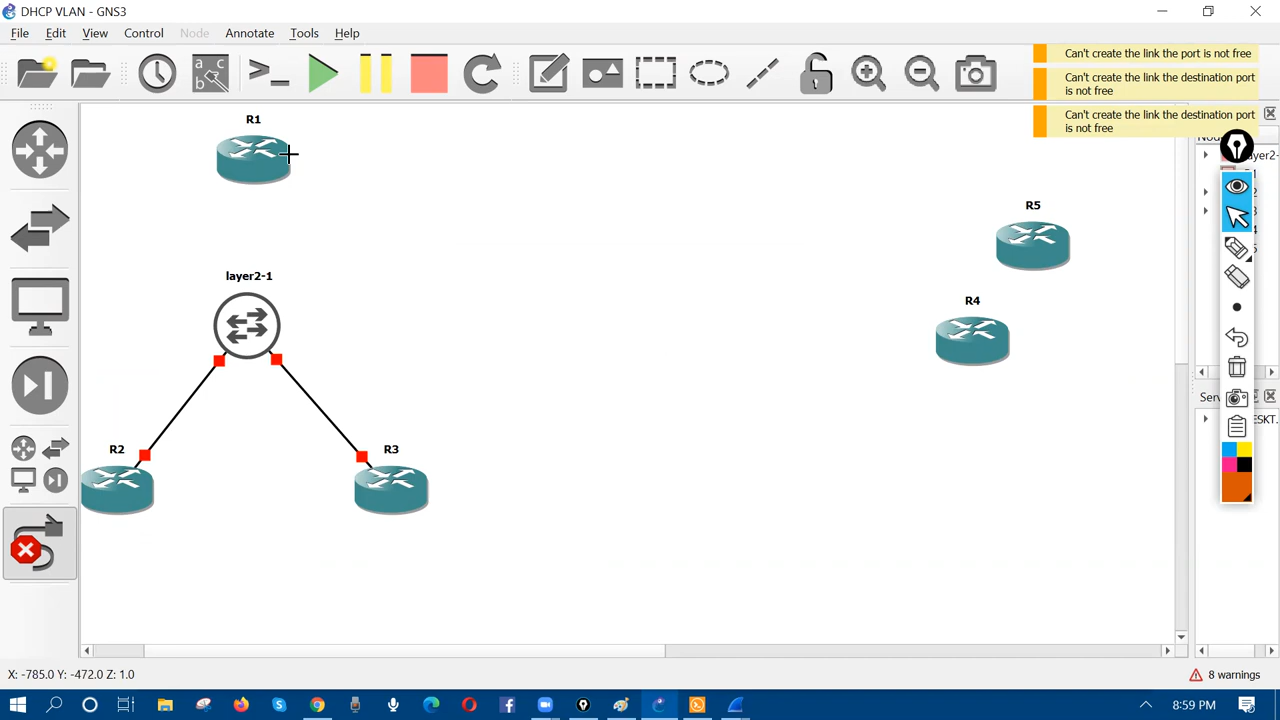 DHCP VLAN - GNS3
File Edit View Control Node Annotate Tools Help
Can't create the link the port is not free
Can't create the link the destination port
is not free
Can't create the link the destination port
is not free
R1
R5
layer2-1
R4
R2
R3
X: -785.0 Y: -472.0 Z: 1.0
8 warnings
8:59 PM